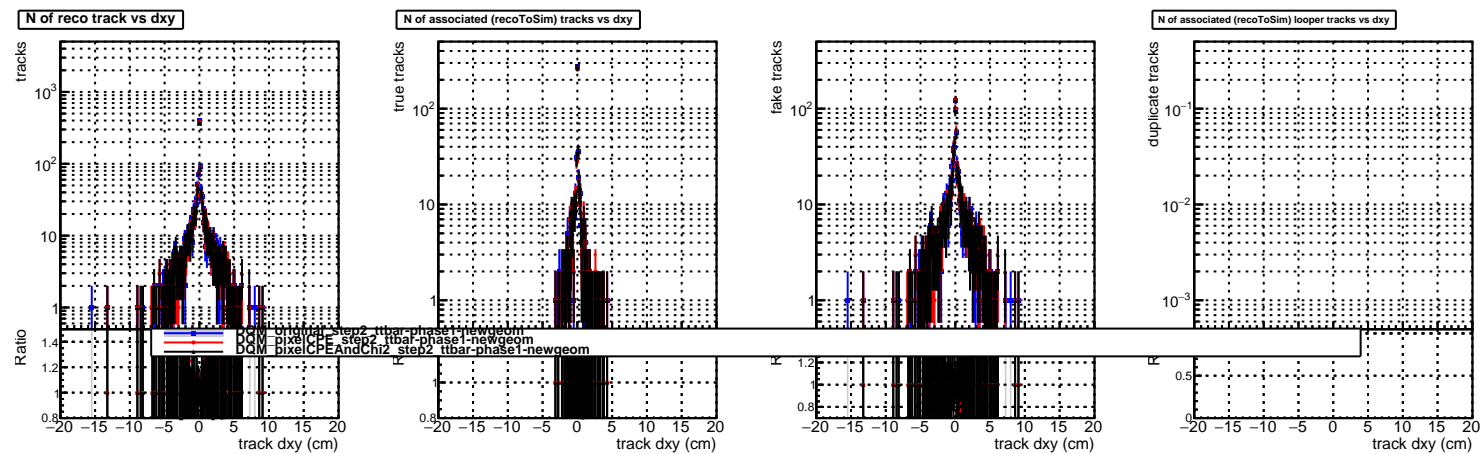 N of reco track vs dxy
tracks
10³
10²
10
1
Ratio
1.4
1.2
1
0.8
−20 −15 −10 −5 0 5 10 15 20
track dxy (cm)
N of associated (recoToSim) tracks vs dxy
true tracks
10²
10
1
1
0.8
−20 −15 −10 −5 0 5 10 15 20
track dxy (cm)
fake tracks
10²
10
1
1.2
1
0.8
−20 −15 −10 −5 0 5 10 15 20
track dxy (cm)
N of associated (recoToSim) looper tracks vs dxy
duplicate tracks
10⁻¹
10⁻²
10⁻³
0.5
0
−20 −15 −10 −5 0 5 10 15 20
track dxy (cm)
DQM_original_step2_ttbar-phase1-newgeom
DQM_pixelCPE_step2_ttbar-phase1-newgeom
DQM_pixelCPEAndChi2_step2_ttbar-phase1-newgeom